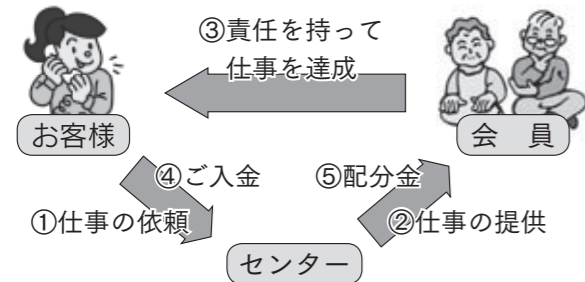 ③責任を持って
仕事を達成
お客様
会　員
④ご入金
⑤配分金
①仕事の依頼
②仕事の提供
センター